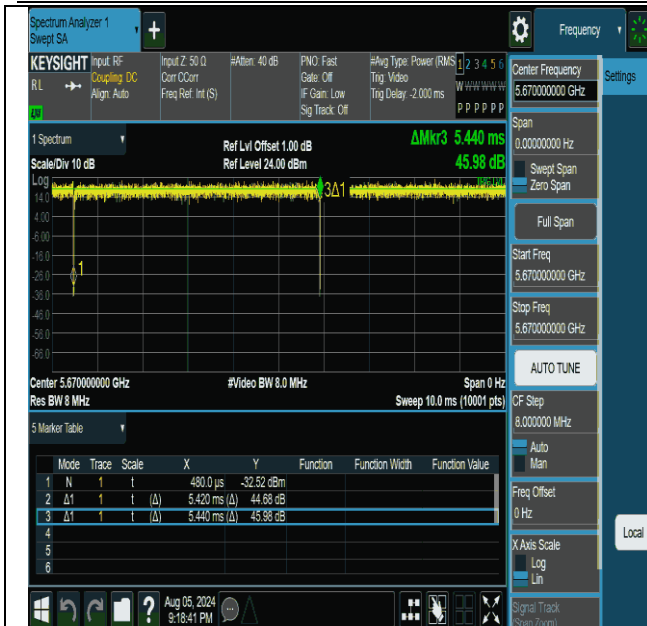 Spectrum Analyzer 1
Swept SA
+
Frequency
KEYSIGHT
RL
Input: RF
Coupling: DC
Align: Auto
Input Z: 50 Ω
Corr CCorr
Freq Ref: Int (S)
#Atten: 40 dB
PNO: Fast
Gate: Off
IF Gain: Low
Sig Track: Off
#Avg Type: Power (RMS
Trig: Video
Trig Delay: -2.000 ms
1 2 3 4 5 6
P P P P P P
1 Spectrum
Scale/Div 10 dB
Log
Ref Lvl Offset 1.00 dB
Ref Level 24.00 dBm
ΔMkr3 5.440 ms
45.98 dB
14.0
4.00
-6.00
-16.0
-26.0
-36.0
-46.0
-56.0
-66.0
1
3Δ1
Center 5.670000000 GHz
Res BW 8 MHz
#Video BW 8.0 MHz
Span 0 Hz
Sweep 10.0 ms (10001 pts)
5 Marker Table
Mode Trace Scale X Y Function Function Width Function Value
1 N 1 t 480.0 µs -32.52 dBm
2 Δ1 1 t (Δ) 5.420 ms (Δ) 44.68 dB
3 Δ1 1 t (Δ) 5.440 ms (Δ) 45.98 dB
4
5
6
?
Aug 05, 2024
9:18:41 PM
Center Frequency
5.670000000 GHz
Settings
Span
0.00000000 Hz
Swept Span
Zero Span
Full Span
Start Freq
5.670000000 GHz
Stop Freq
5.670000000 GHz
AUTO TUNE
CF Step
8.000000 MHz
Auto
Man
Freq Offset
0 Hz
X Axis Scale
Log
Lin
Local
Signal Track
(Span Zoom)